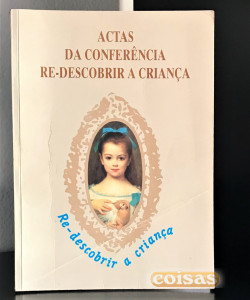 ACTAS
DA CONFERÊNCIA
RE-DESCOBRIR A CRIANÇA
Re-descobrir a criança
coisas